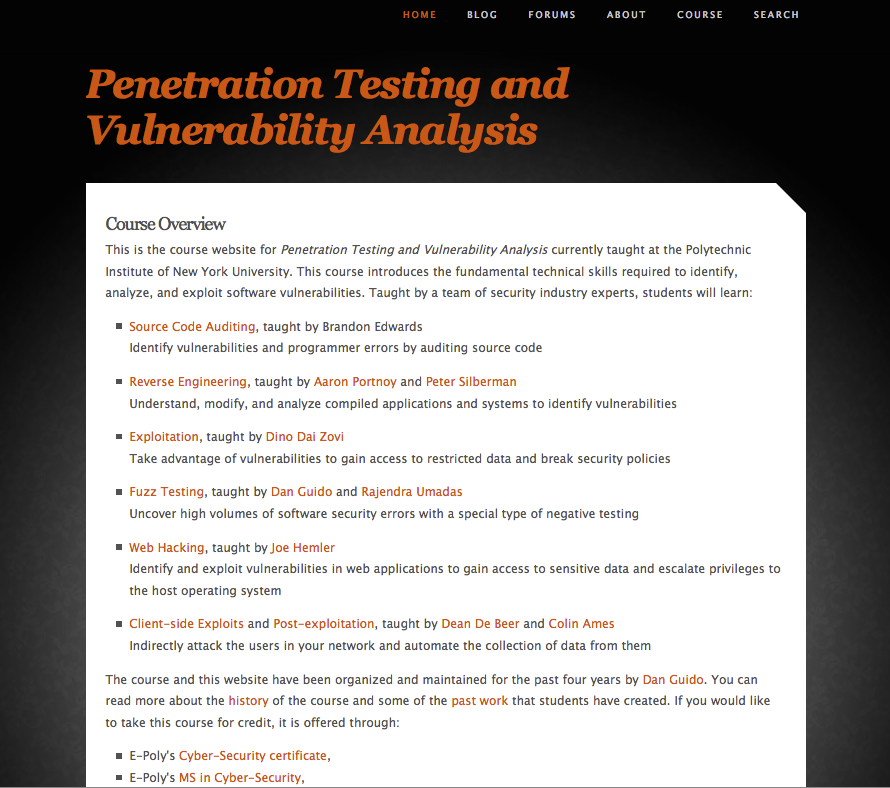 HOME BLOG FORUMS ABOUT COURSE SEARCH
Penetration Testing and
Vulnerability Analysis
Course Overview
This is the course website for Penetration Testing and Vulnerability Analysis currently taught at the Polytechnic
Institute of New York University. This course introduces the fundamental technical skills required to identify,
analyze, and exploit software vulnerabilities. Taught by a team of security industry experts, students will learn:
Source Code Auditing, taught by Brandon Edwards
Identify vulnerabilities and programmer errors by auditing source code
Reverse Engineering, taught by Aaron Portnoy and Peter Silberman
Understand, modify, and analyze compiled applications and systems to identify vulnerabilities
Exploitation, taught by Dino Dai Zovi
Take advantage of vulnerabilities to gain access to restricted data and break security policies
Fuzz Testing, taught by Dan Guido and Rajendra Umadas
Uncover high volumes of software security errors with a special type of negative testing
Web Hacking, taught by Joe Hemler
Identify and exploit vulnerabilities in web applications to gain access to sensitive data and escalate privileges to
the host operating system
Client-side Exploits and Post-exploitation, taught by Dean De Beer and Colin Ames
Indirectly attack the users in your network and automate the collection of data from them
The course and this website have been organized and maintained for the past four years by Dan Guido. You can
read more about the history of the course and some of the past work that students have created. If you would like
to take this course for credit, it is offered through:
E-Poly's Cyber-Security certificate,
E-Poly's MS in Cyber-Security,